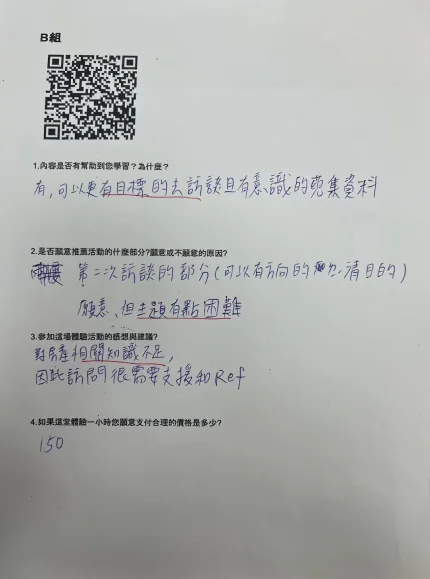 B組
1.內容是否有幫助到您學習？為什麼？
有,可以更有目標的去訪談且有意識的蒐集資料
2.是否願意推薦活動的什麼部分?願意或不願意的原因?
第二次訪談的部分(可以有方向的 清目的)
願意、但主題有點困難
3.參加這場體驗活動的感想與建議?
對 產相關知識不足,
因此訪問很需要支援和Ref
4.如果這堂體驗一小時您願意支付合理的價格是多少?
150